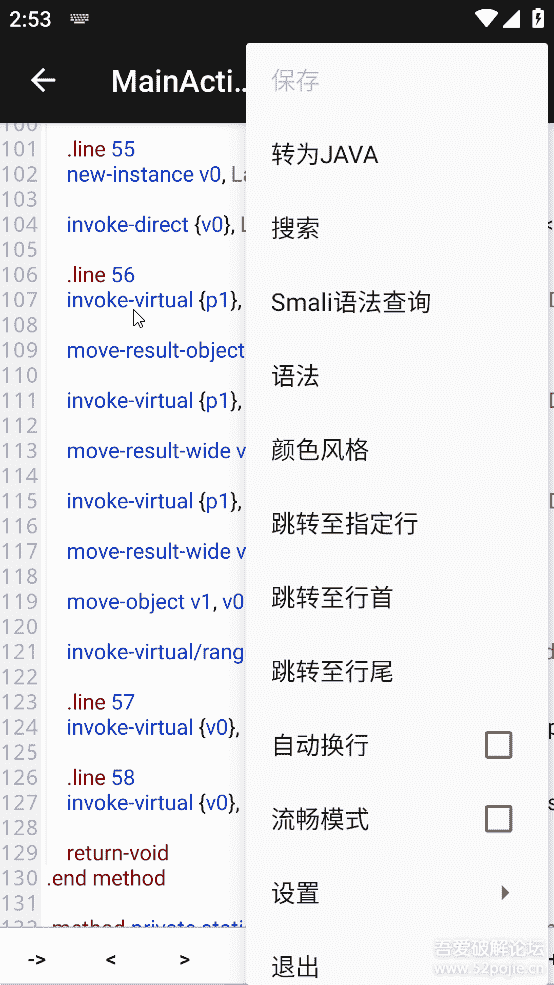 2:53
MainActi…
保存
转为JAVA
搜索
Smali语法查询
语法
颜色风格
跳转至指定行
跳转至行首
跳转至行尾
自动换行
流畅模式
设置
退出
100
101 .line 55
102 new-instance v0, La
103
104 invoke-direct {v0}, L <
105
106 .line 56
107 invoke-virtual {p1},
108
109 move-result-object
110
111 invoke-virtual {p1},
112
113 move-result-wide v
114
115 invoke-virtual {p1},
116
117 move-result-wide v
118
119 move-object v1, v0
120
121 invoke-virtual/rang
122
123 .line 57
124 invoke-virtual {v0}, p
125
126 .line 58
127 invoke-virtual {v0}, s
128
129 return-void
130 .end method
131
132 .method private stati
-> < > +
吾爱破解论坛
www.52pojie.cn